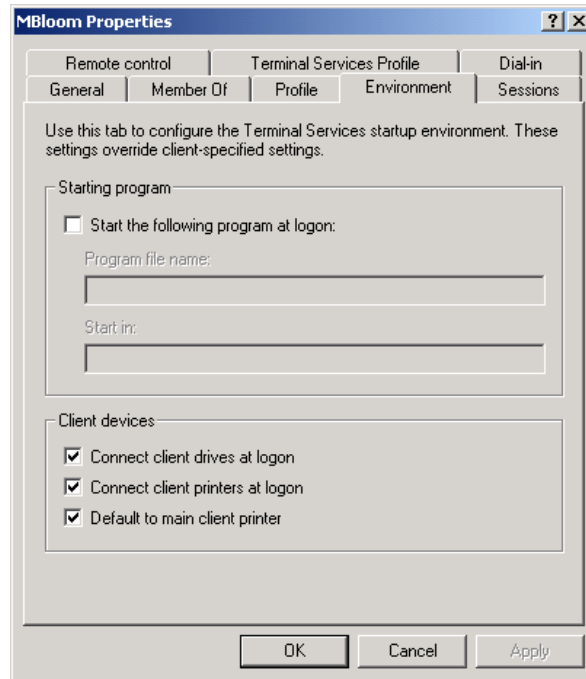 MBloom Properties
Remote control
Terminal Services Profile
Dial-in
General
Member Of
Profile
Environment
Sessions
Use this tab to configure the Terminal Services startup environment. These
settings override client-specified settings.
Starting program
Start the following program at logon:
Program file name:
Start in:
Client devices
Connect client drives at logon
Connect client printers at logon
Default to main client printer
OK
Cancel
Apply